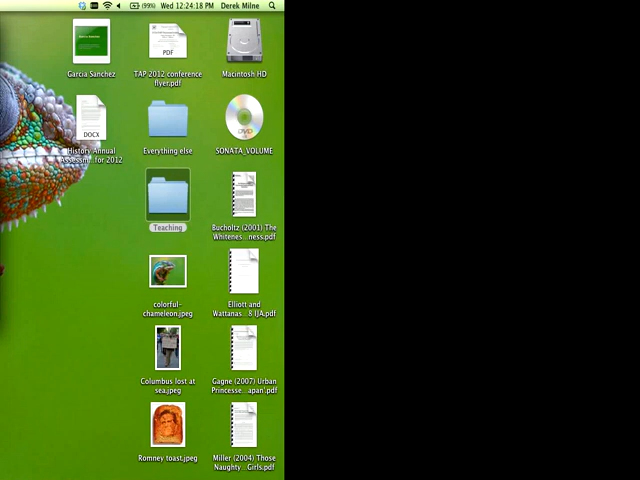 (99%) Wed 12:24:18 PM Derek Milne
Garcia Sanchez
PDF
TAP 2012 conference
flyer.pdf
Macintosh HD
DOCX
History Annual
Assessm...for 2012
Everything else
DVD
SONATA_VOLUME
Teaching
Bucholtz (2001) The
Whitenes...ness.pdf
colorful-
chameleon.jpeg
Elliott and
Wattanas...8 IJA.pdf
Columbus lost at
sea.jpeg
Gagne (2007) Urban
Princesse...apan'.pdf
Romney toast.jpeg
Miller (2004) Those
Naughty...Girls.pdf